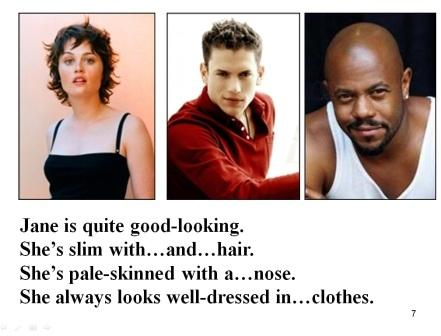 Jane is quite good-looking.
She's slim with…and…hair.
She's pale-skinned with a…nose.
She always looks well-dressed in…clothes.
7